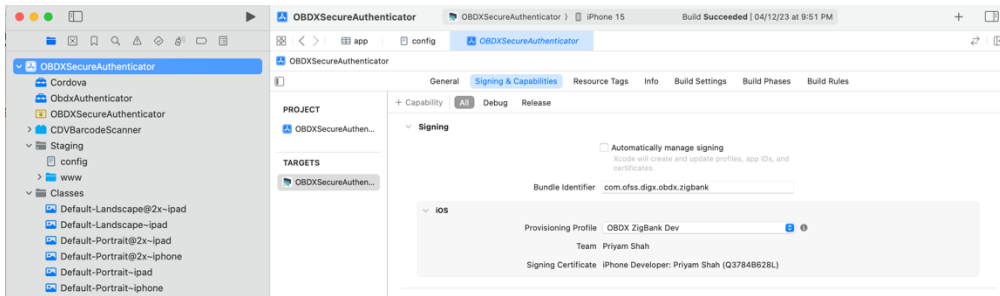 OBDXSecureAuthenticator
OBDXSecureAuthenticator
iPhone 15
Build Succeeded | 04/12/23 at 9:51 PM
app
config
OBDXSecureAuthenticator
OBDXSecureAuthenticator
Cordova
ObdxAuthenticator
OBDXSecureAuthenticator
CDVBarcodeScanner
Staging
config
www
Classes
Default-Landscape@2x~ipad
Default-Landscape~ipad
Default-Portrait@2x~ipad
Default-Portrait@2x~iphone
Default-Portrait~ipad
Default-Portrait~iphone
OBDXSecureAuthenticator
General
Signing & Capabilities
Resource Tags
Info
Build Settings
Build Phases
Build Rules
PROJECT
OBDXSecureAuthen...
TARGETS
OBDXSecureAuthen...
+ Capability
All
Debug
Release
Signing
Automatically manage signing
Xcode will create and update profiles, app IDs, and
certificates.
Bundle Identifier com.ofss.digx.obdx.zigbank
iOS
Provisioning Profile OBDX ZigBank Dev
Team Priyam Shah
Signing Certificate iPhone Developer: Priyam Shah (Q3784B628L)